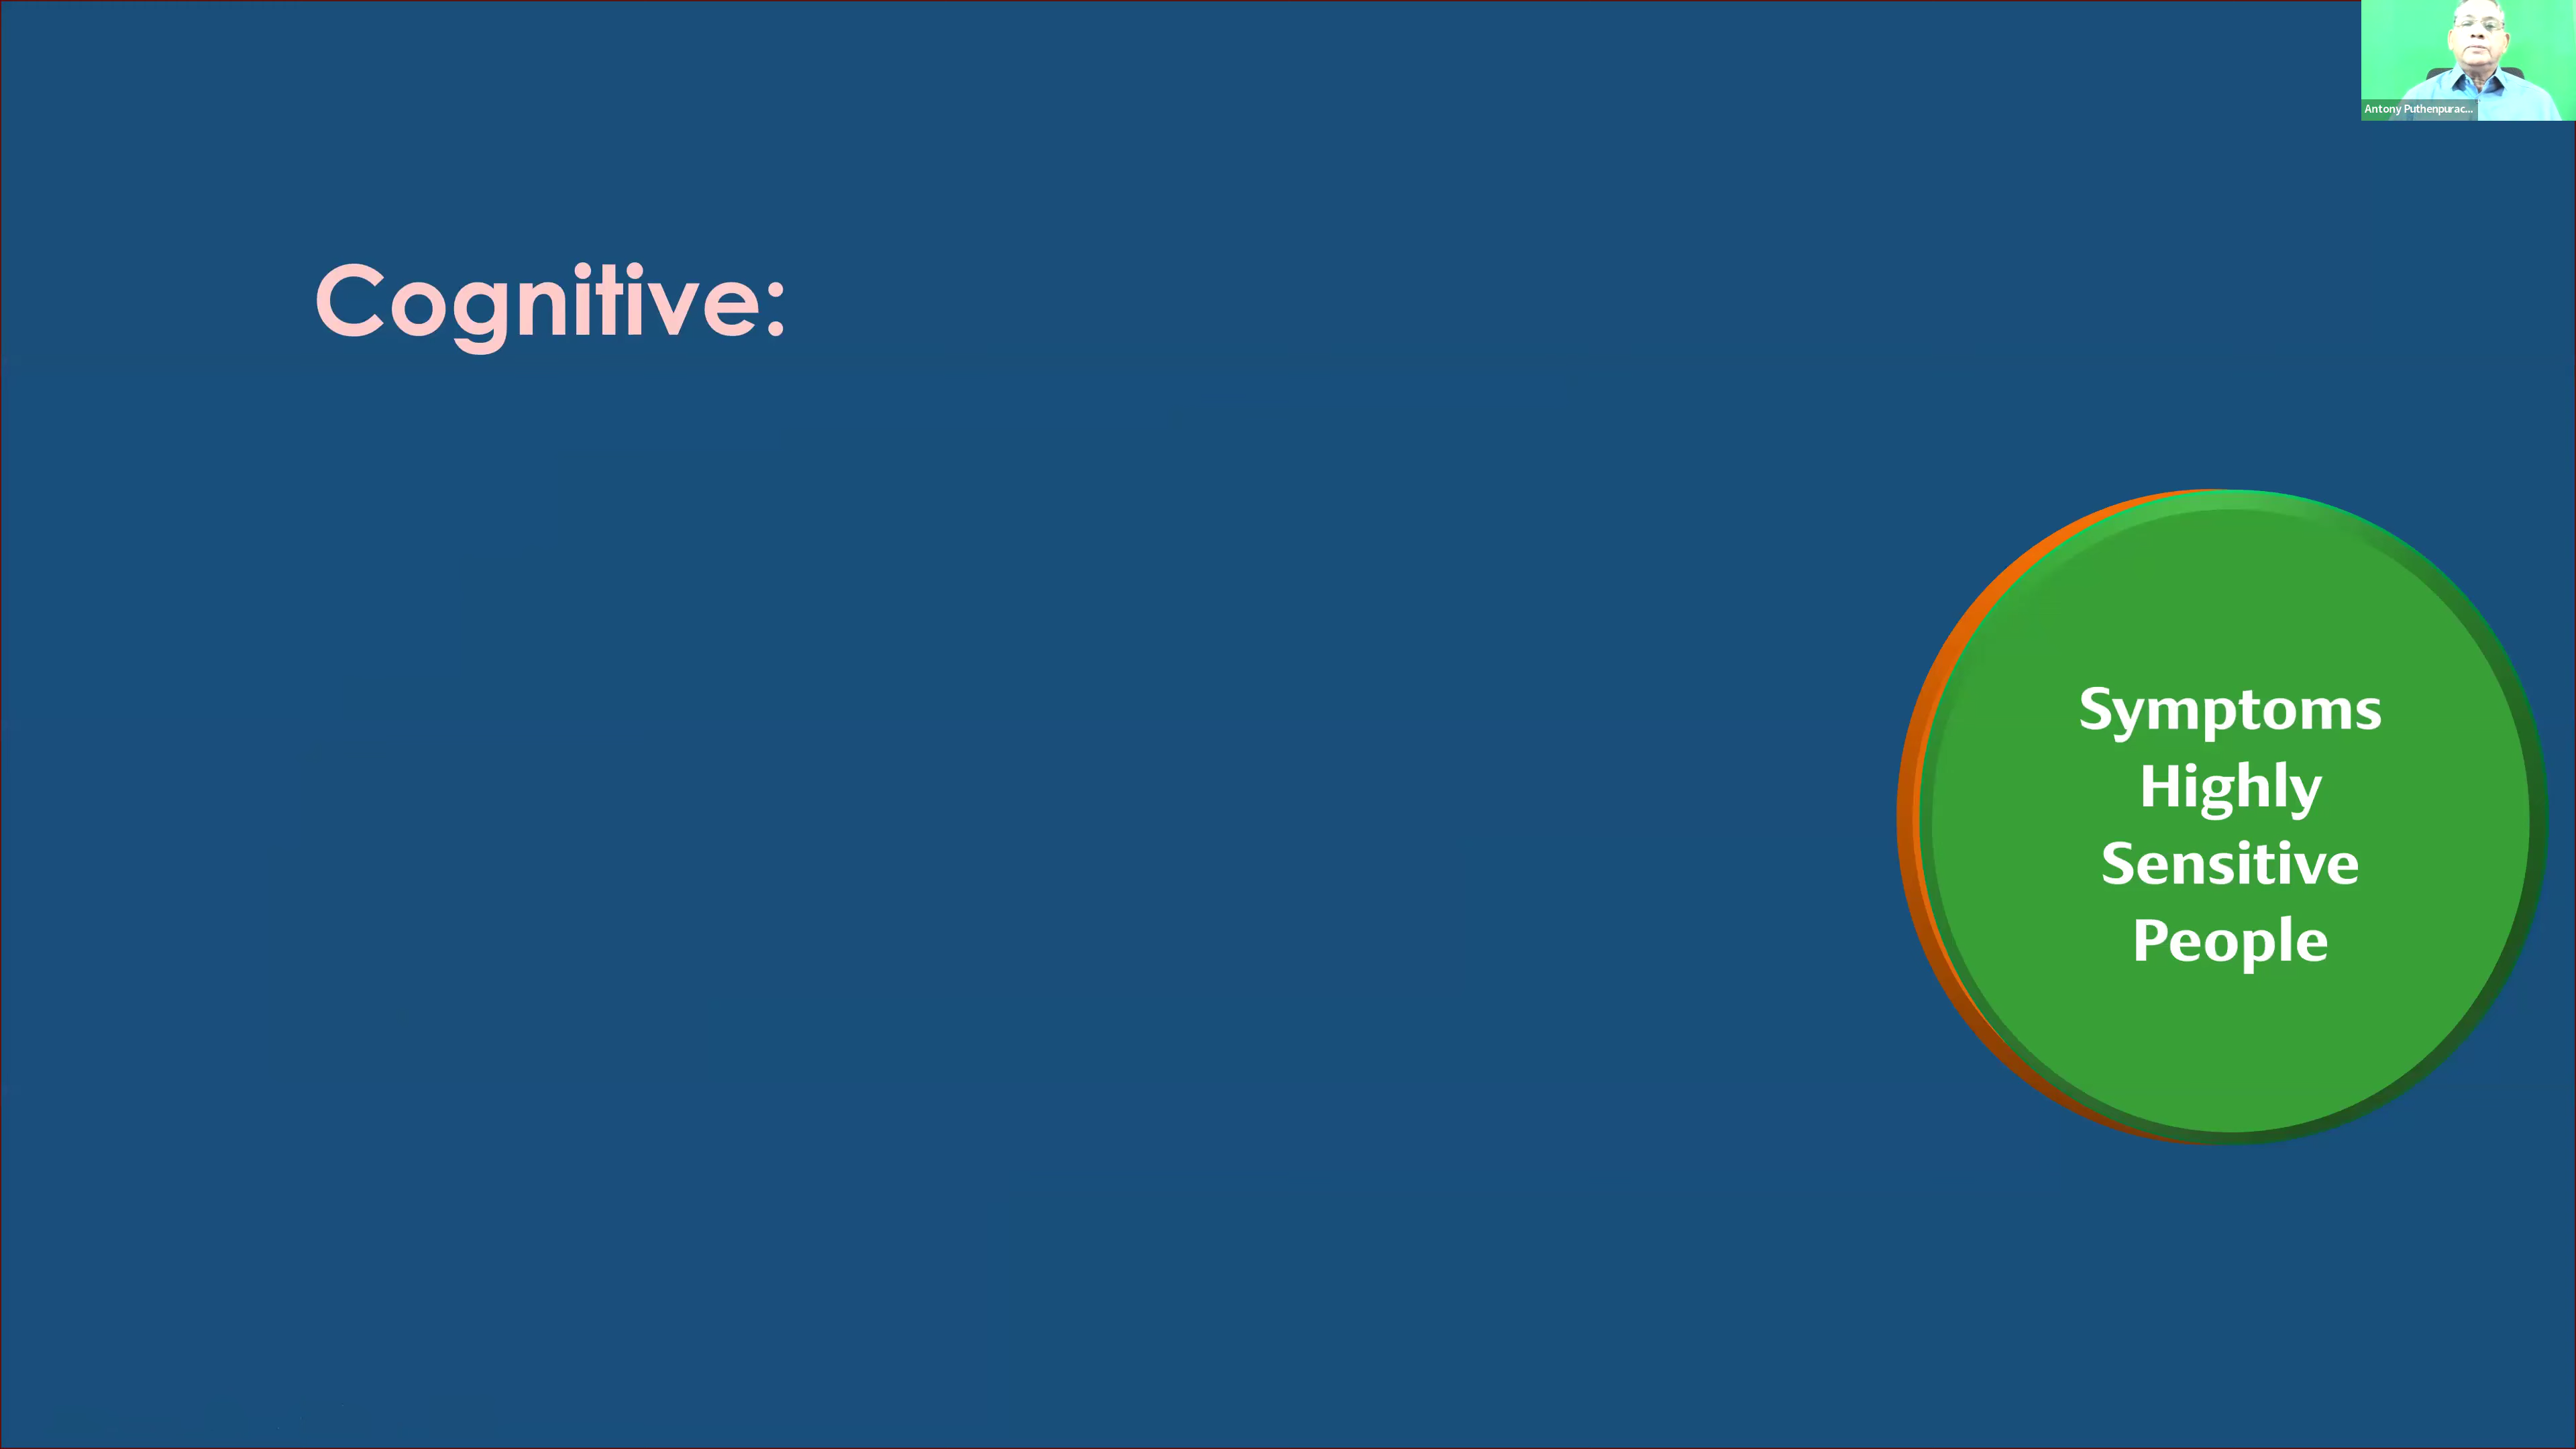 Antony Puthenpurac...
Cognitive:
Symptoms
Highly
Sensitive
People